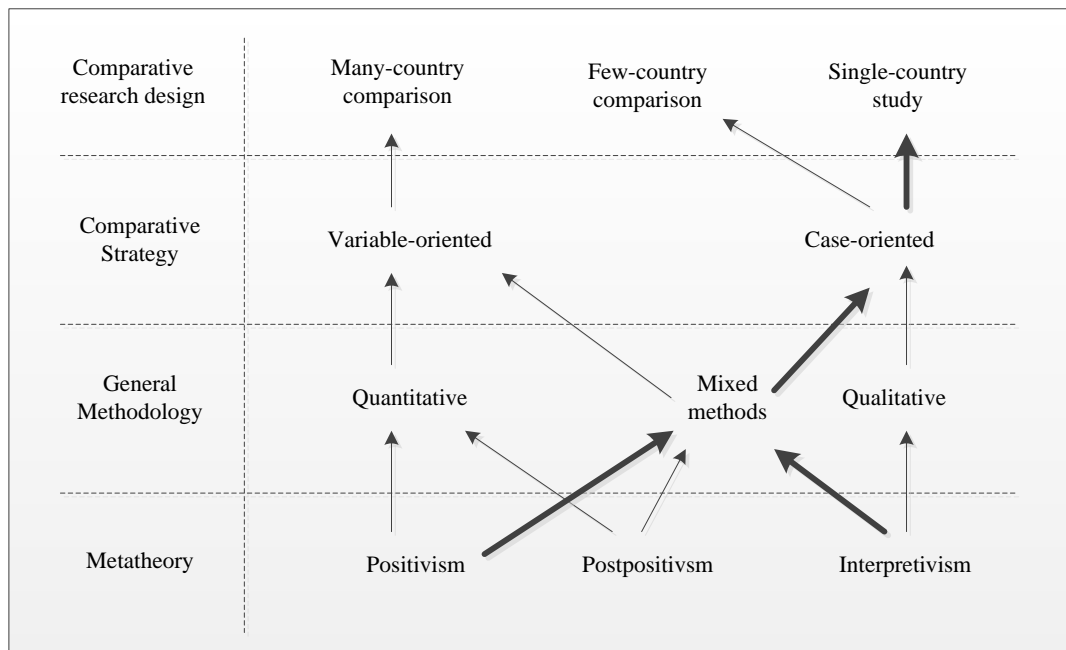 Comparative
research design
Many-country
comparison
Few-country
comparison
Single-country
study
Comparative
Strategy
Variable-oriented
Case-oriented
General
Methodology
Quantitative
Mixed
methods
Qualitative
Metatheory
Positivism
Postpositivsm
Interpretivism